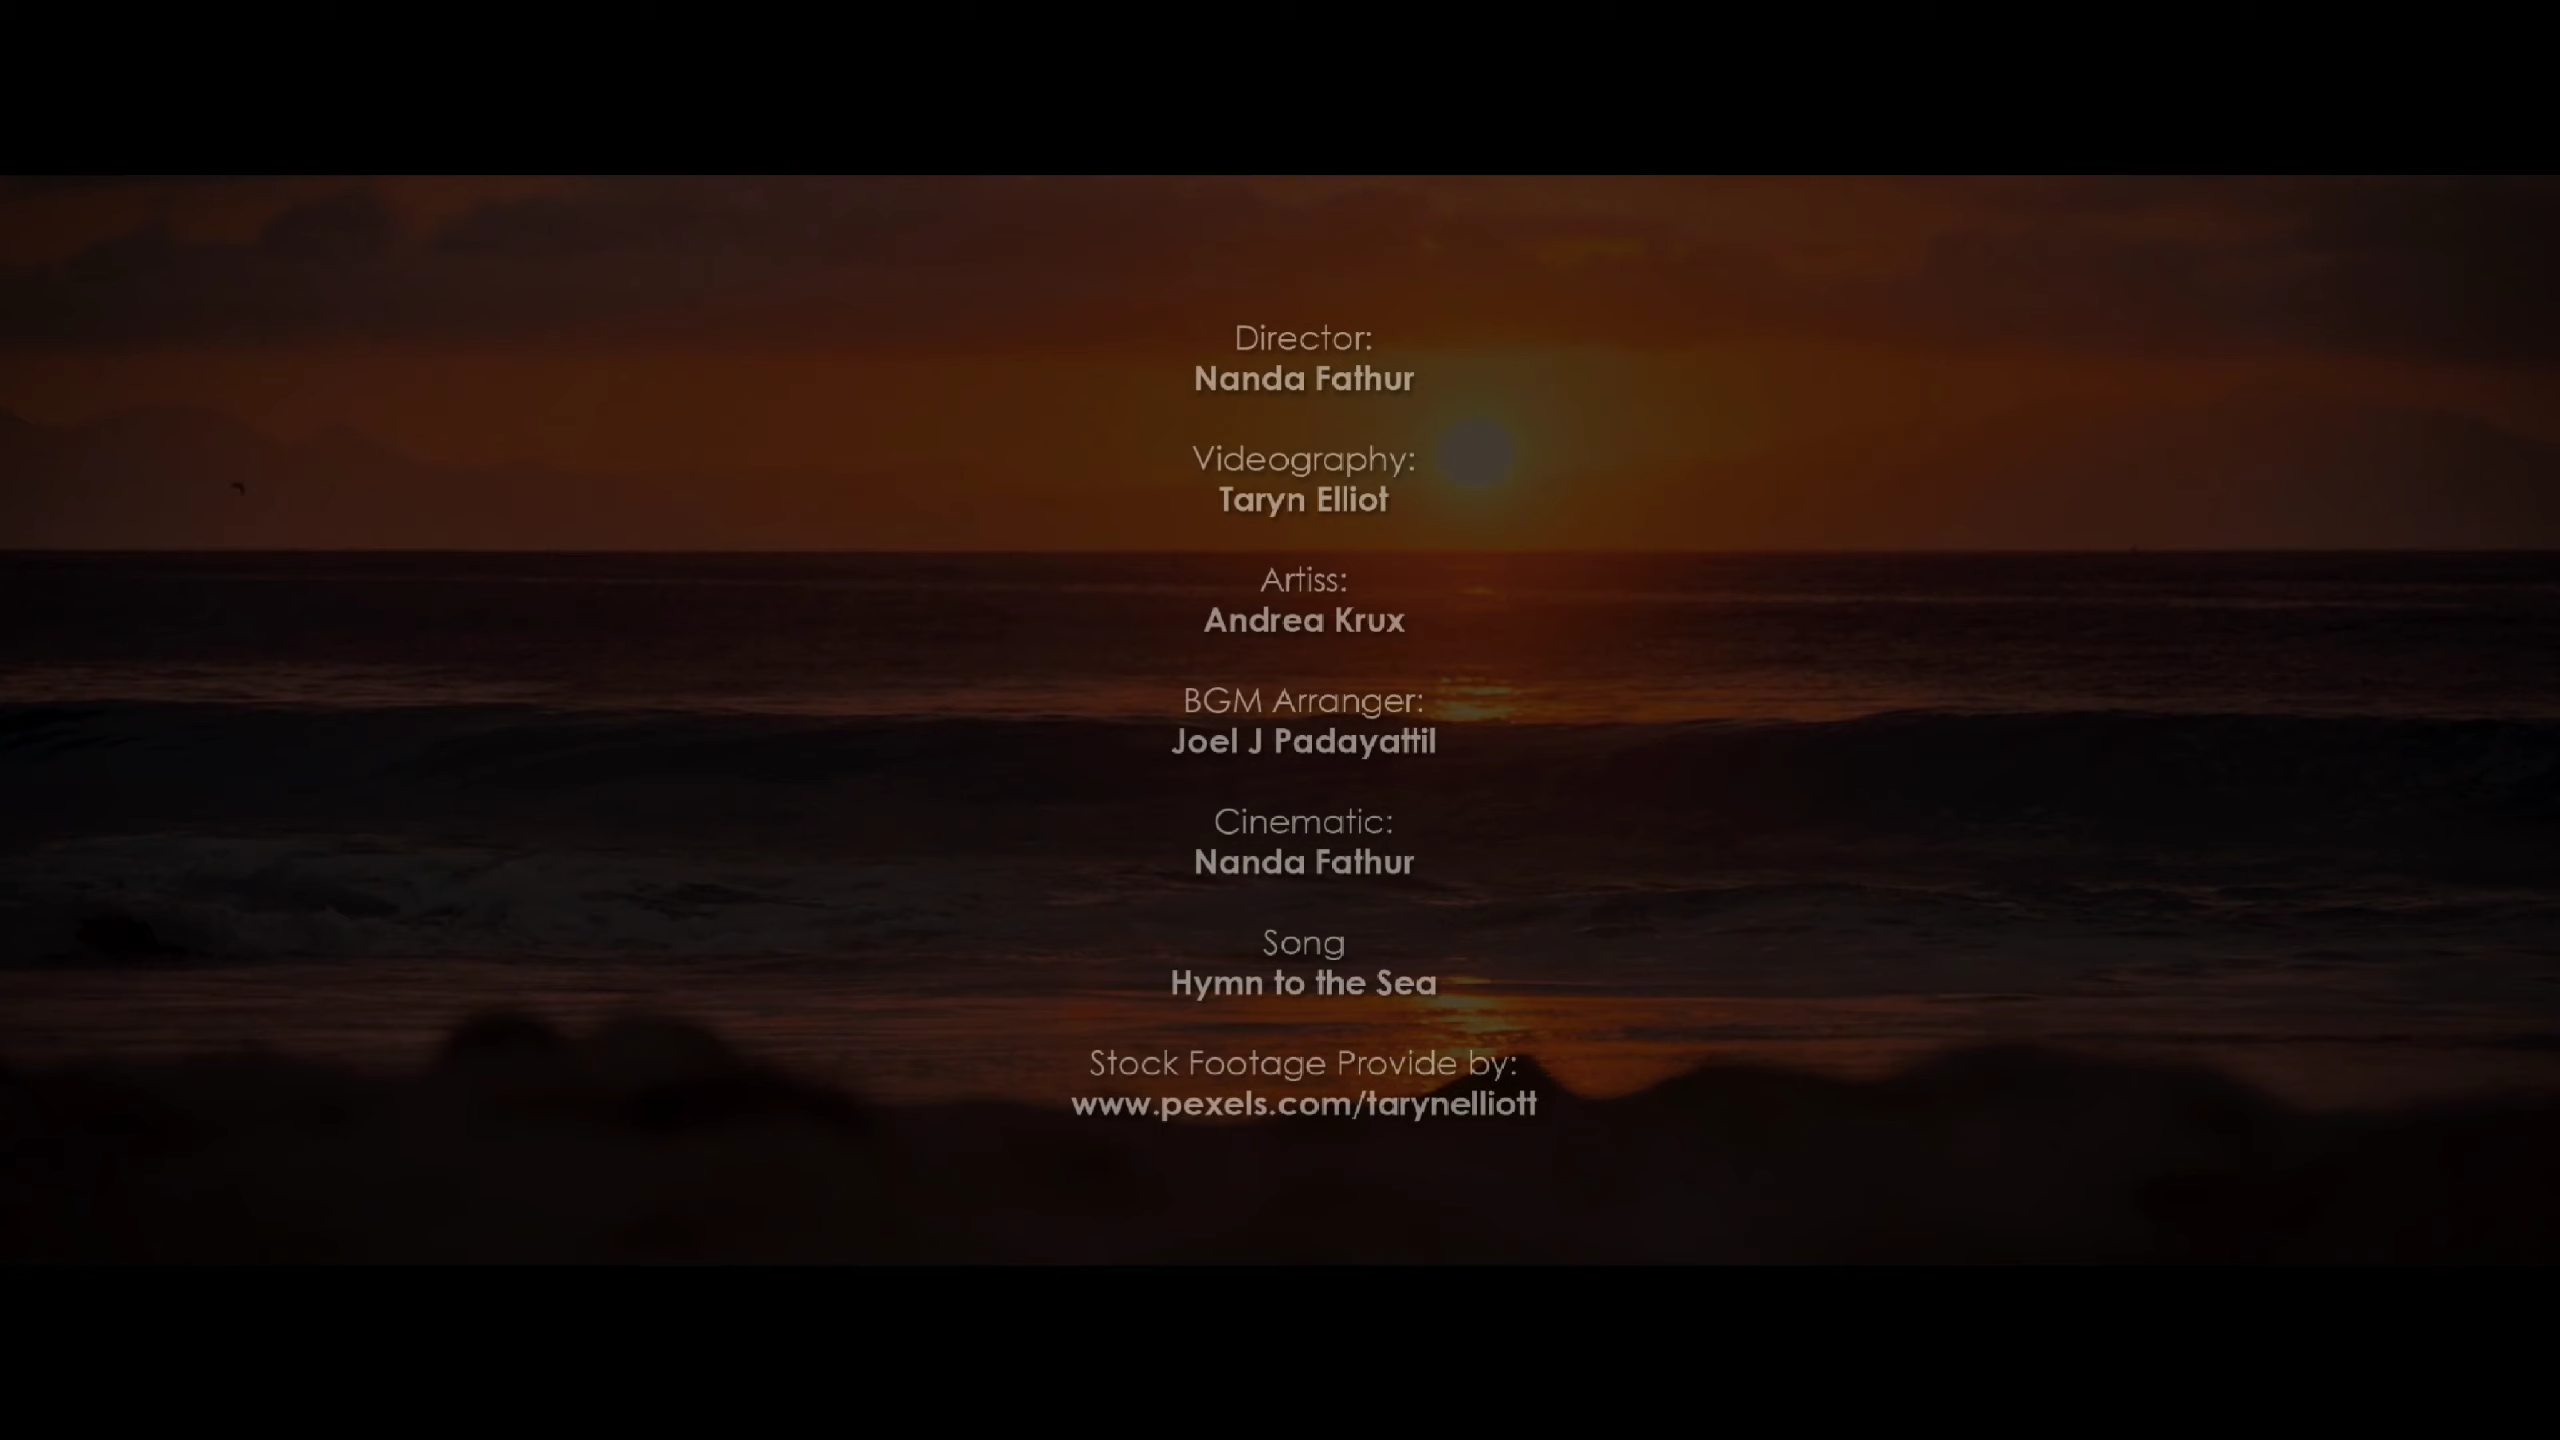 Director:
Nanda Fathur
Videography:
Taryn Elliot
Artiss:
Andrea Krux
BGM Arranger:
Joel J Padayattil
Cinematic:
Nanda Fathur
Song
Hymn to the Sea
Stock Footage Provide by:
www.pexels.com/tarynelliott